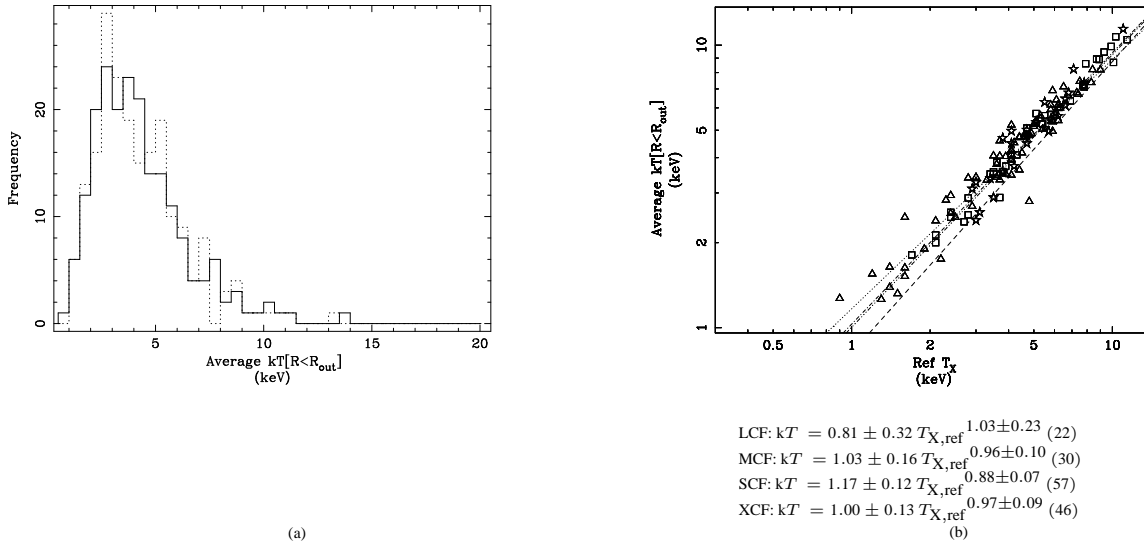 Frequency
0
10
20
5
10
15
20
Average kT[R<R_out]
(keV)
(a)
Average kT[R<R_out]
(keV)
10
5
2
1
0.5
1
2
5
10
Ref T_X
(keV)
LCF: kT = 0.81 ± 0.32 T_X,ref^1.03±0.23 (22)
MCF: kT = 1.03 ± 0.16 T_X,ref^0.96±0.10 (30)
SCF: kT = 1.17 ± 0.12 T_X,ref^0.88±0.07 (57)
XCF: kT = 1.00 ± 0.13 T_X,ref^0.97±0.09 (46)
(b)